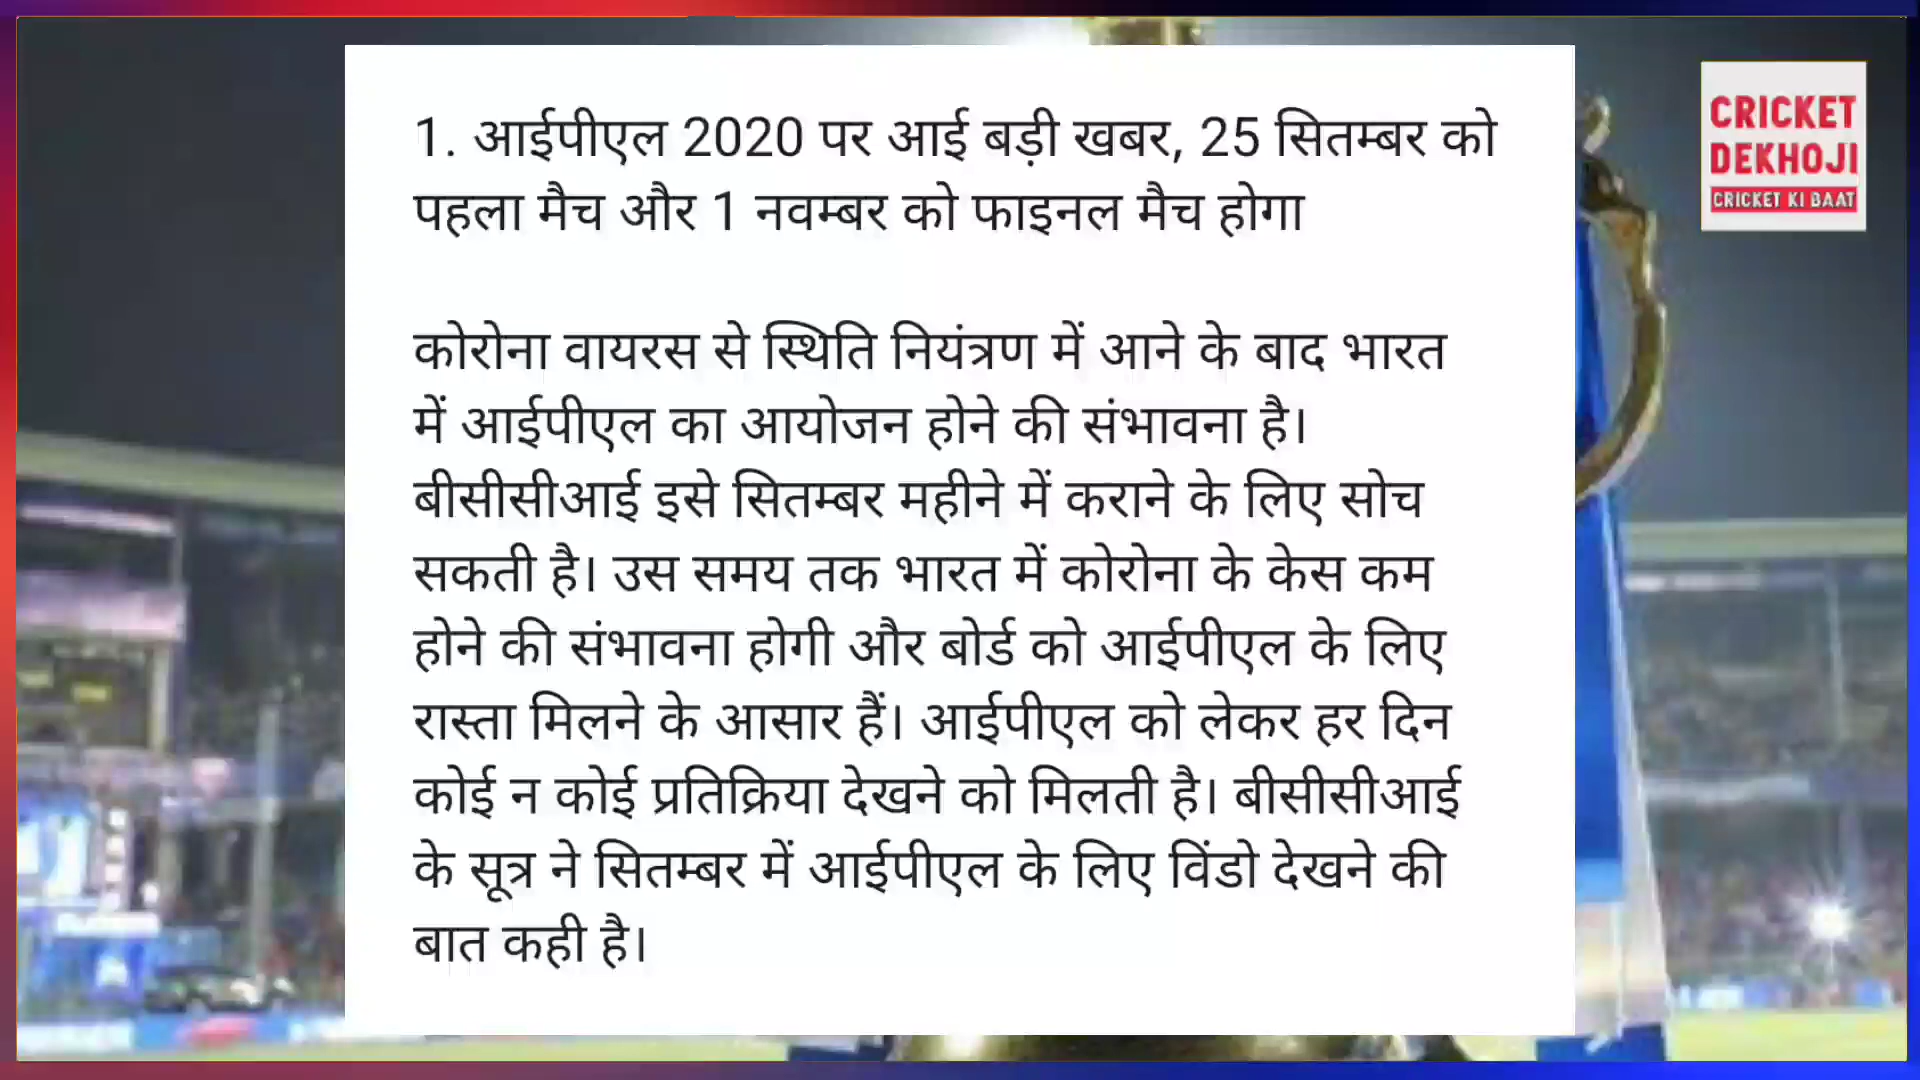 1. आईपीएल 2020 पर आई बड़ी खबर, 25 सितम्बर को
पहला मैच और 1 नवम्बर को फाइनल मैच होगा
कोरोना वायरस से स्थिति नियंत्रण में आने के बाद भारत
में आईपीएल का आयोजन होने की संभावना है।
बीसीसीआई इसे सितम्बर महीने में कराने के लिए सोच
सकती है। उस समय तक भारत में कोरोना के केस कम
होने की संभावना होगी और बोर्ड को आईपीएल के लिए
रास्ता मिलने के आसार हैं। आईपीएल को लेकर हर दिन
कोई न कोई प्रतिक्रिया देखने को मिलती है। बीसीसीआई
के सूत्र ने सितम्बर में आईपीएल के लिए विंडो देखने की
बात कही है।
CRICKET
DEKHOJI
CRICKET KI BAAT